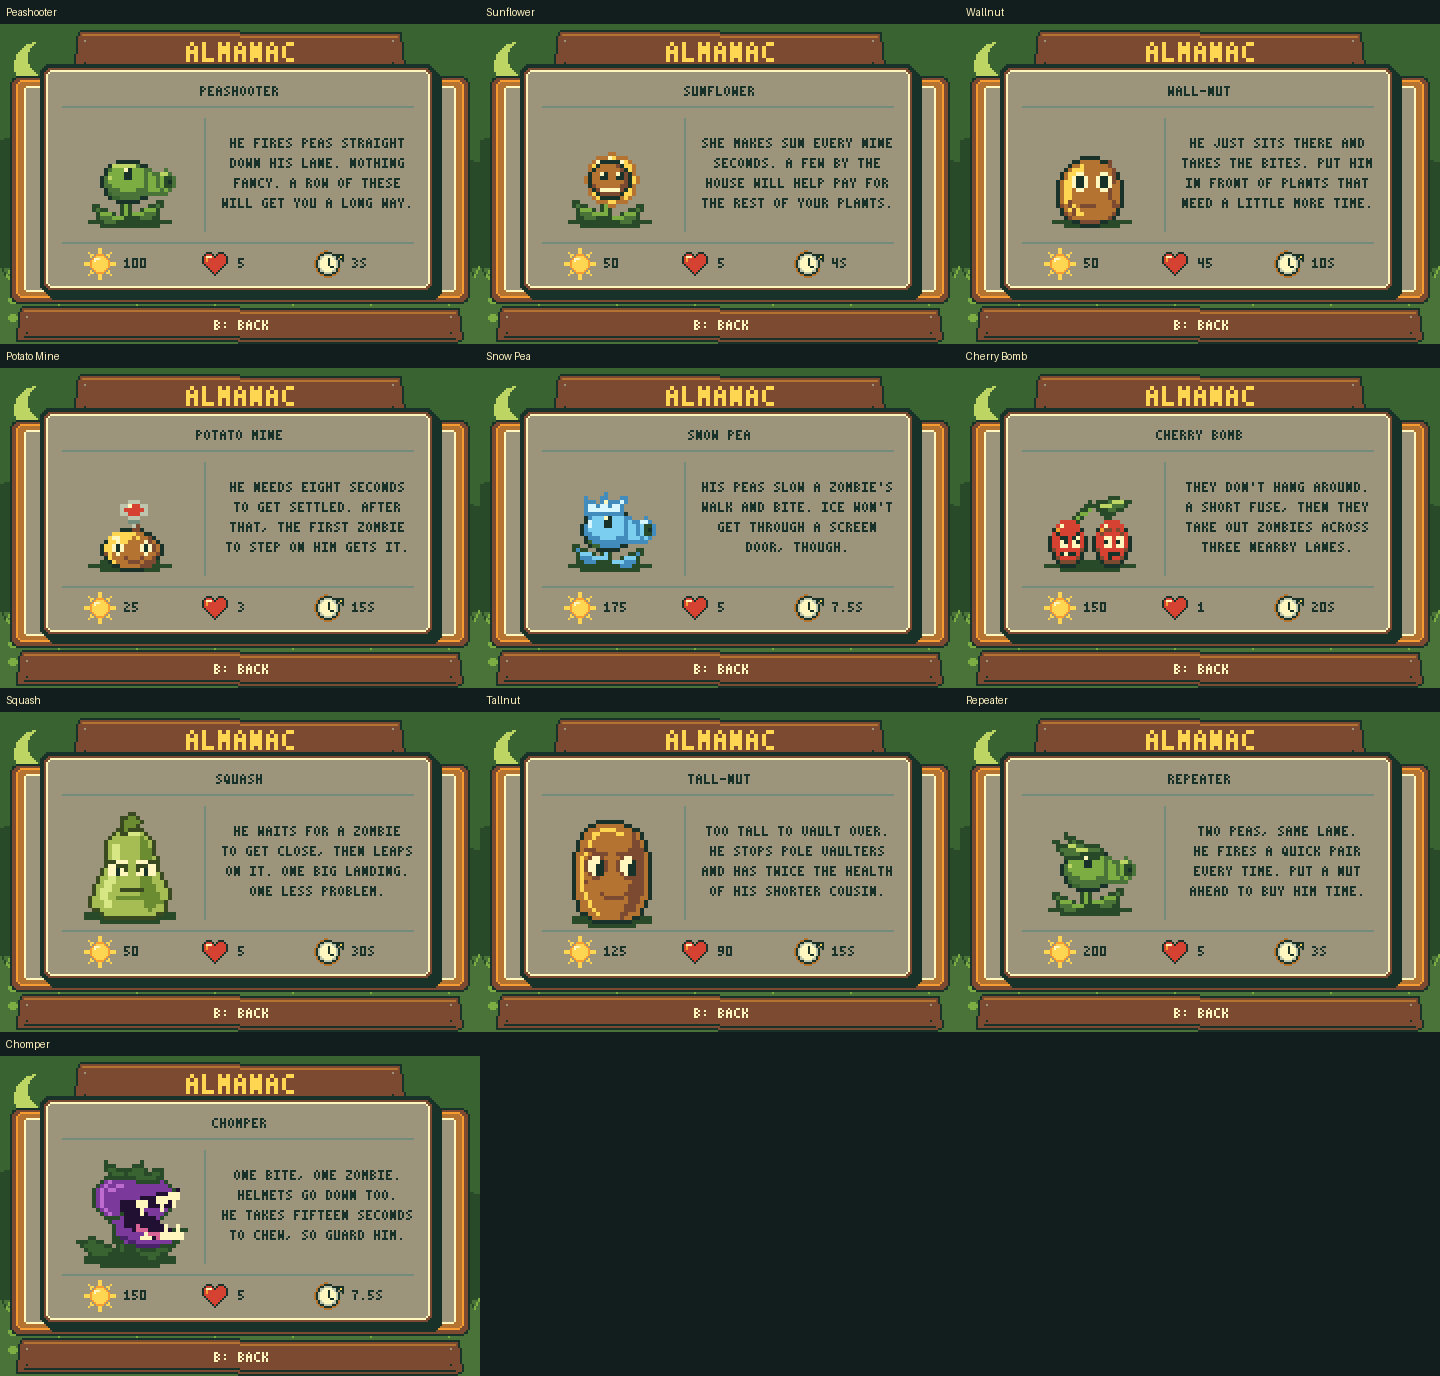 Peashooter
ALMANAC
PEASHOOTER
HE FIRES PEAS STRAIGHT
DOWN HIS LANE. NOTHING
FANCY. A ROW OF THESE
WILL GET YOU A LONG WAY.
100 5 3S
B: BACK
Sunflower
ALMANAC
SUNFLOWER
SHE MAKES SUN EVERY NINE
SECONDS. A FEW BY THE
HOUSE WILL HELP PAY FOR
THE REST OF YOUR PLANTS.
50 5 4S
B: BACK
Wallnut
ALMANAC
WALL-NUT
HE JUST SITS THERE AND
TAKES THE BITES. PUT HIM
IN FRONT OF PLANTS THAT
NEED A LITTLE MORE TIME.
50 45 10S
B: BACK
Potato Mine
ALMANAC
POTATO MINE
HE NEEDS EIGHT SECONDS
TO GET SETTLED. AFTER
THAT, THE FIRST ZOMBIE
TO STEP ON HIM GETS IT.
25 3 15S
B: BACK
Snow Pea
ALMANAC
SNOW PEA
HIS PEAS SLOW A ZOMBIE'S
WALK AND BITE. ICE WON'T
GET THROUGH A SCREEN
DOOR, THOUGH.
175 5 7.5S
B: BACK
Cherry Bomb
ALMANAC
CHERRY BOMB
THEY DON'T HANG AROUND.
A SHORT FUSE, THEN THEY
TAKE OUT ZOMBIES ACROSS
THREE NEARBY LANES.
150 1 20S
B: BACK
Squash
ALMANAC
SQUASH
HE WAITS FOR A ZOMBIE
TO GET CLOSE, THEN LEAPS
ON IT. ONE BIG LANDING.
ONE LESS PROBLEM.
50 5 30S
B: BACK
Tallnut
ALMANAC
TALL-NUT
TOO TALL TO VAULT OVER.
HE STOPS POLE VAULTERS
AND HAS TWICE THE HEALTH
OF HIS SHORTER COUSIN.
125 90 15S
B: BACK
Repeater
ALMANAC
REPEATER
TWO PEAS, SAME LANE.
HE FIRES A QUICK PAIR
EVERY TIME. PUT A NUT
AHEAD TO BUY HIM TIME.
200 5 3S
B: BACK
Chomper
ALMANAC
CHOMPER
ONE BITE, ONE ZOMBIE.
HELMETS GO DOWN TOO.
HE TAKES FIFTEEN SECONDS
TO CHEW, SO GUARD HIM.
150 5 7.5S
B: BACK